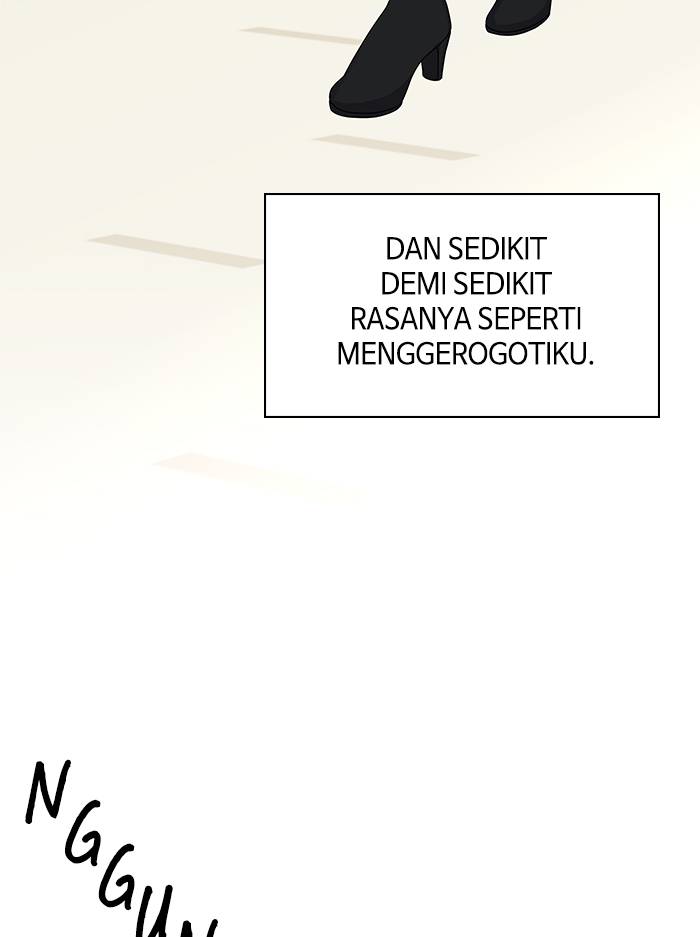 DAN SEDIKIT
DEMI SEDIKIT
RASANYA SEPERTI
MENGGEROGOTIKU.
NGGUN